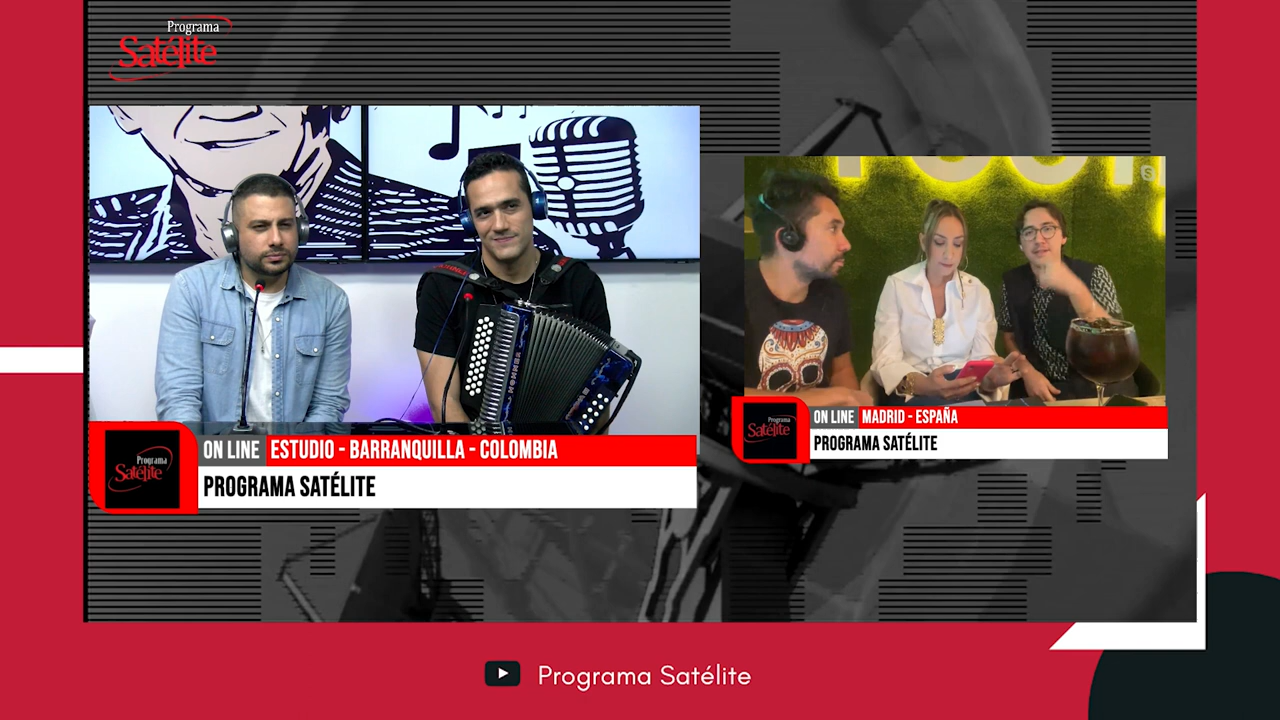 Programa
Satélite
HOHNER
Programa
Satélite
ON LINE ESTUDIO - BARRANQUILLA - COLOMBIA
PROGRAMA SATÉLITE
Programa
Satélite
ON LINE MADRID - ESPAÑA
PROGRAMA SATÉLITE
Programa Satélite